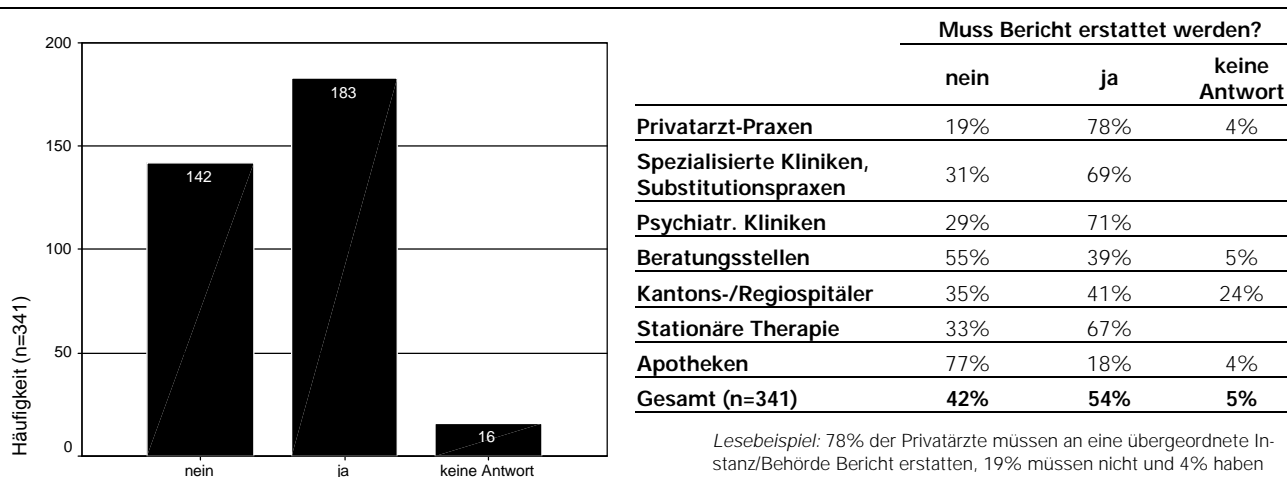 200
150
100
50
0
Häufigkeit (n=341)
142
183
16
nein
ja
keine Antwort
Muss Bericht erstattet werden?
nein ja keine
Antwort
Privatarzt-Praxen 19% 78% 4%
Spezialisierte Kliniken,
Substitutionspraxen 31% 69%
Psychiatr. Kliniken 29% 71%
Beratungsstellen 55% 39% 5%
Kantons-/Regiospitäler 35% 41% 24%
Stationäre Therapie 33% 67%
Apotheken 77% 18% 4%
Gesamt (n=341) 42% 54% 5%
Lesebeispiel: 78% der Privatärzte müssen an eine übergeordnete In-
stanz/Behörde Bericht erstatten, 19% müssen nicht und 4% haben